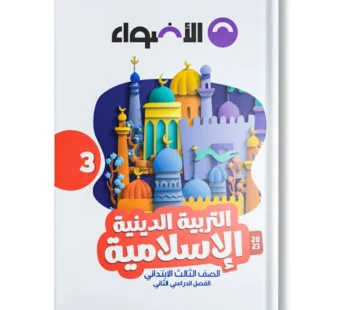 الأضواء
3
التربية الدينية
الإسلامية
2023
الصف الثالث الابتدائي
الفصل الدراسي الثاني